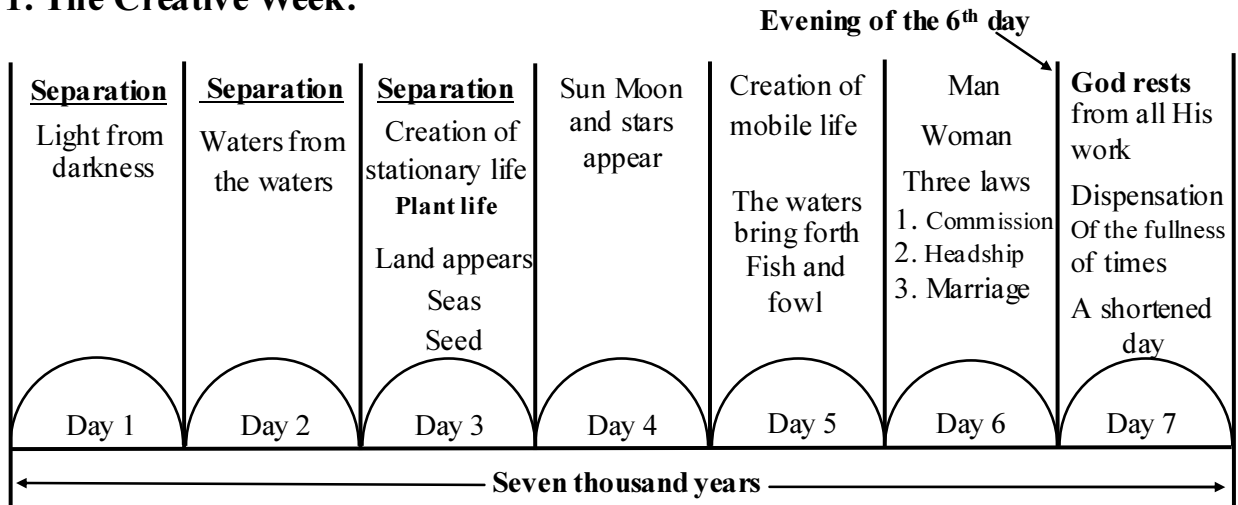 1. The Creative Week:
Evening of the 6th day
Separation
Light from
darkness
Separation
Waters from
the waters
Separation
Creation of
stationary life
Plant life
Land appears
Seas
Seed
Sun Moon
and stars
appear
Creation of
mobile life
The waters
bring forth
Fish and
fowl
Man
Woman
Three laws
1. Commission
2. Headship
3. Marriage
God rests
from all His
work
Dispensation
Of the fullness
of times
A shortened
day
Day 1
Day 2
Day 3
Day 4
Day 5
Day 6
Day 7
Seven thousand years